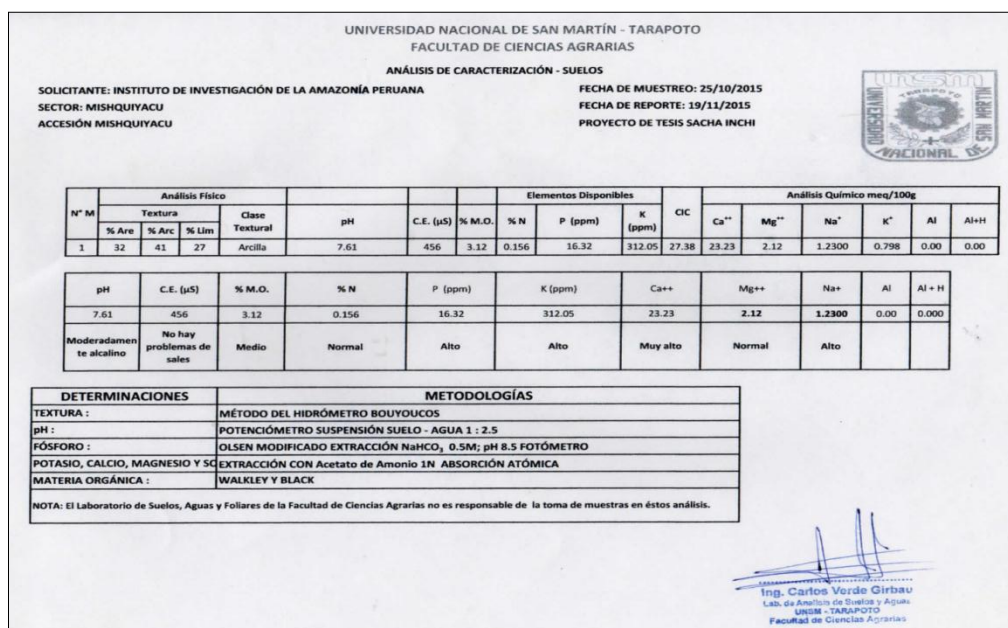 UNIVERSIDAD NACIONAL DE SAN MARTÍN - TARAPOTO
FACULTAD DE CIENCIAS AGRARIAS
ANÁLISIS DE CARACTERIZACIÓN - SUELOS
SOLICITANTE: INSTITUTO DE INVESTIGACIÓN DE LA AMAZONÍA PERUANA
FECHA DE MUESTREO: 25/10/2015
SECTOR: MISHQUIYACU
FECHA DE REPORTE: 19/11/2015
ACCESIÓN MISHQUIYACU
PROYECTO DE TESIS SACHA INCHI
unsm
TARAPOTO
UNIVERSIDAD NACIONAL DE SAN MARTIN
N° M Análisis Físico pH C.E. (µS) % M.O. Elementos Disponibles CIC Análisis Químico meq/100g
Textura Clase Textural % N P (ppm) K (ppm) Ca++ Mg++ Na+ K+ Al Al+H
% Are % Arc % Lim
1 32 41 27 Arcilla 7.61 456 3.12 0.156 16.32 312.05 27.38 23.23 2.12 1.2300 0.798 0.00 0.00
pH C.E. (µS) % M.O. % N P (ppm) K (ppm) Ca++ Mg++ Na+ Al Al + H
7.61 456 3.12 0.156 16.32 312.05 23.23 2.12 1.2300 0.00 0.000
Moderadamen te alcalino No hay problemas de sales Medio Normal Alto Alto Muy alto Normal Alto
DETERMINACIONES METODOLOGÍAS
TEXTURA : MÉTODO DEL HIDRÓMETRO BOUYOUCOS
pH : POTENCIÓMETRO SUSPENSIÓN SUELO - AGUA 1 : 2.5
FÓSFORO : OLSEN MODIFICADO EXTRACCIÓN NaHCO3 0.5M; pH 8.5 FOTÓMETRO
POTASIO, CALCIO, MAGNESIO Y SO EXTRACCIÓN CON Acetato de Amonio 1N ABSORCIÓN ATÓMICA
MATERIA ORGÁNICA : WALKLEY Y BLACK
NOTA: El Laboratorio de Suelos, Aguas y Foliares de la Facultad de Ciencias Agrarias no es responsable de la toma de muestras en éstos análisis.
Ing. Carlos Verde Girbau
Lab. de Analisis de Suelos y Aguas
UNSM - TARAPOTO
Facultad de Ciencias Agrarias